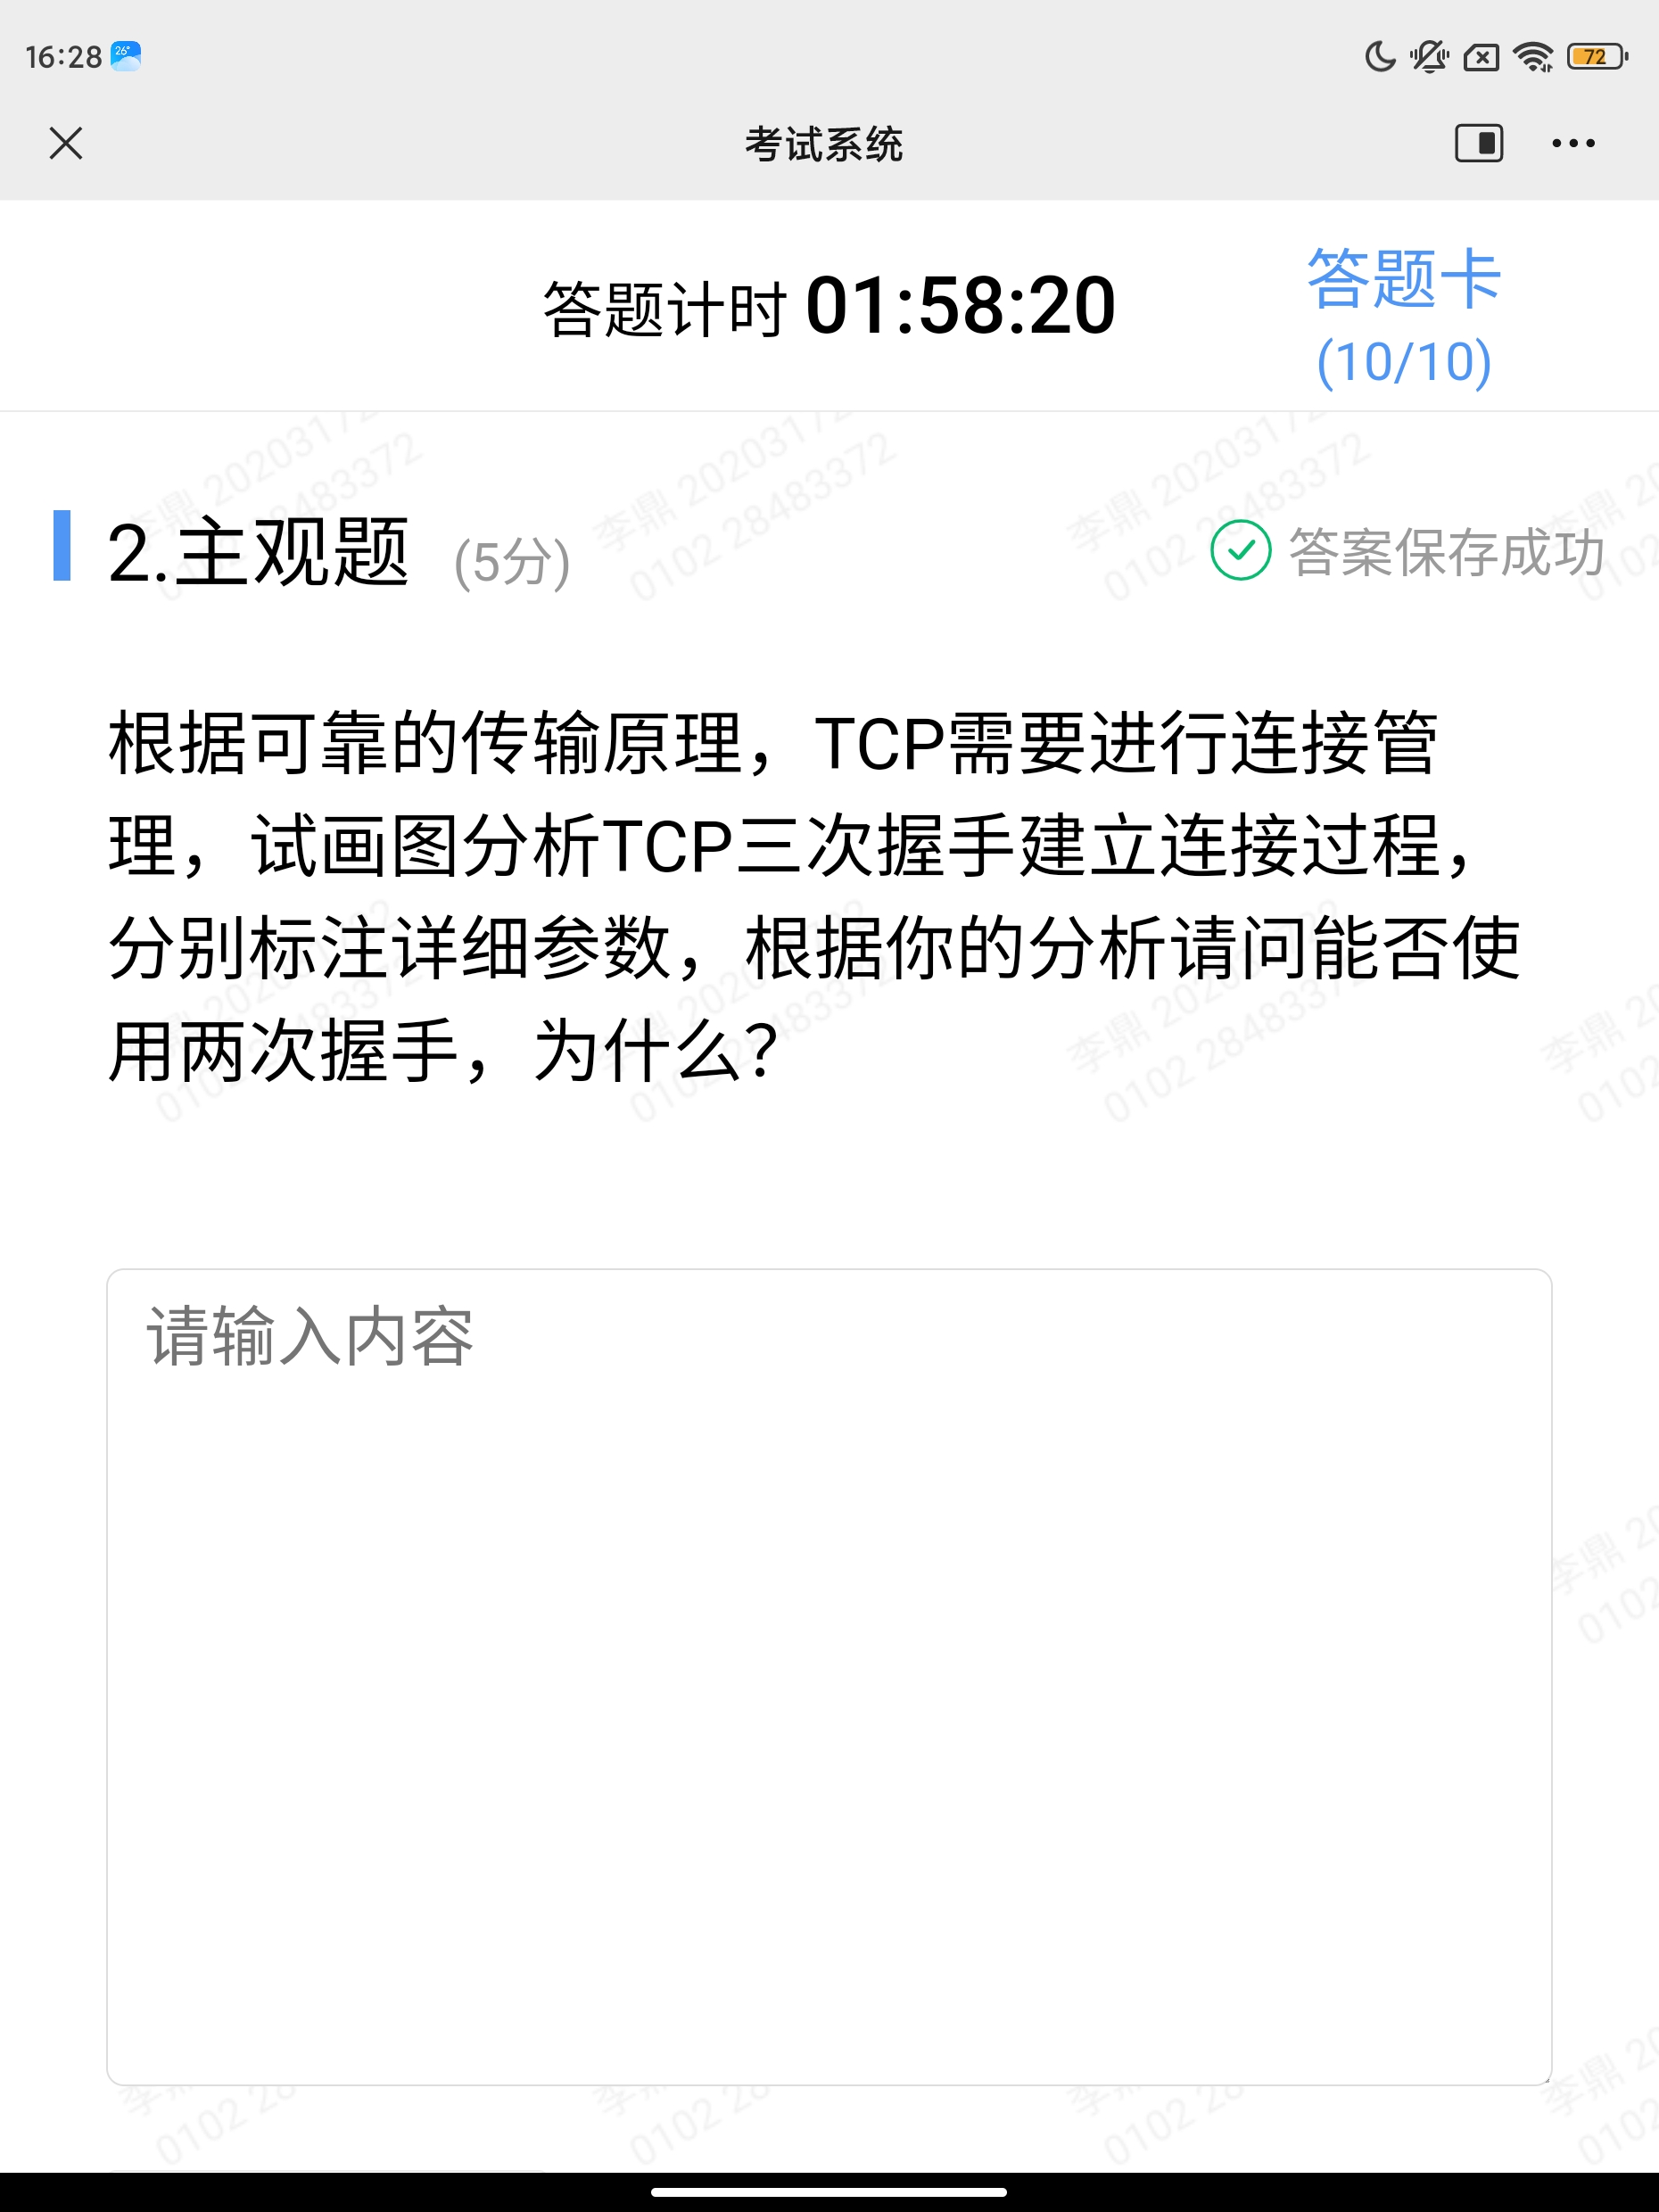 16:28 26°
72
考试系统
答题计时 01:58:20
答题卡
(10/10)
2.主观题 (5分)
答案保存成功
根据可靠的传输原理，TCP需要进行连接管
理，试画图分析TCP三次握手建立连接过程，
分别标注详细参数，根据你的分析请问能否使
用两次握手，为什么？
请输入内容
李鼎 20203172
0102 28483372